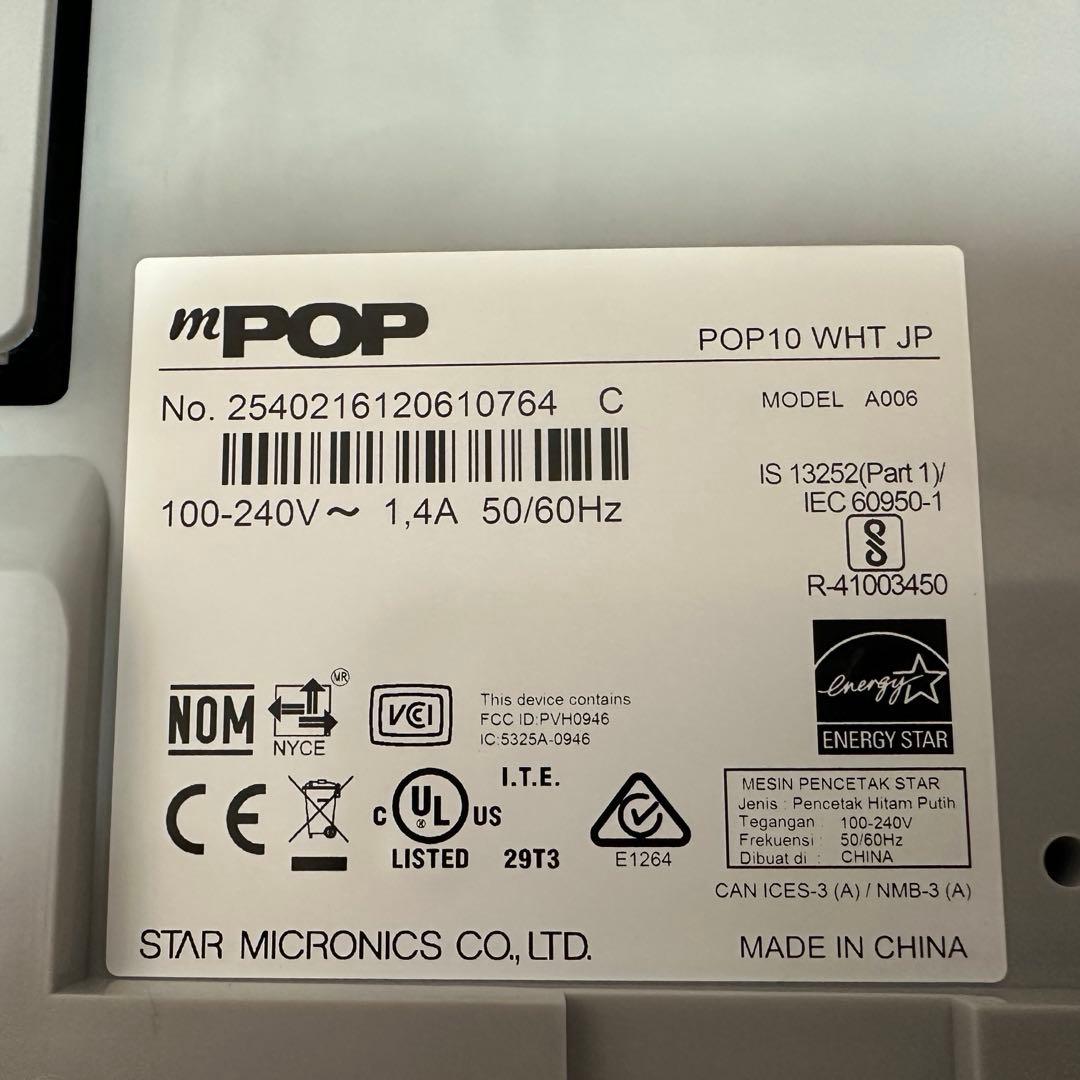 mPOP
POP10 WHT JP
No. 2540216120610764 C
MODEL A006
100-240V～ 1,4A 50/60Hz
IS 13252(Part 1)/
IEC 60950-1
R-41003450
energy
ENERGY STAR
NOM
MR
NYCE
VCI
This device contains
FCC ID:PVH0946
IC:5325A-0946
CE
I.T.E.
C UL US
LISTED 29T3
E1264
MESIN PENCETAK STAR
Jenis : Pencetak Hitam Putih
Tegangan : 100-240V
Frekuensi : 50/60Hz
Dibuat di : CHINA
CAN ICES-3 (A) / NMB-3 (A)
STAR MICRONICS CO., LTD.
MADE IN CHINA